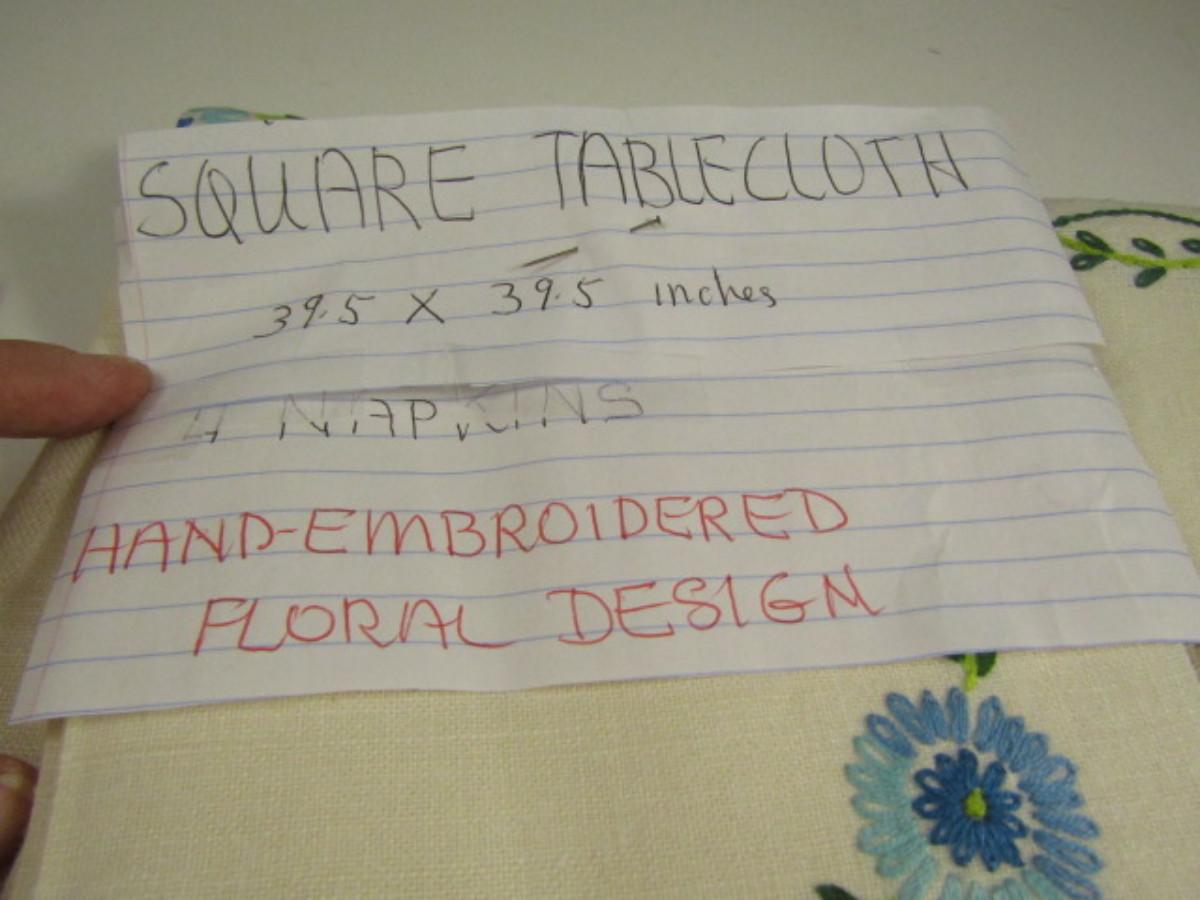 SQUARE TABLECLOTH
39.5 X 39.5 inches
4 NAPKINS
HAND-EMBROIDERED
FLORAL DESIGN